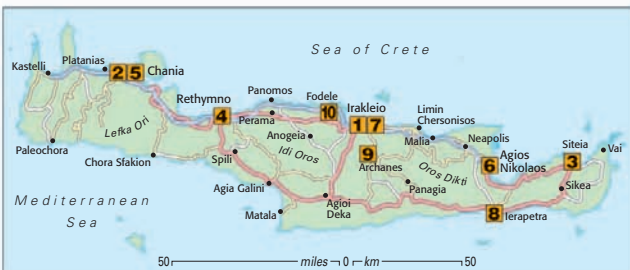 Sea of Crete
Platanias
Kastelli
2 5 Chania
Panomos
Fodele
Rethymno
4
10
Irakleio
1 7
Limin
Chersonisos
Perama
Lefka Ori
Anogeia
Malia
Neapolis
Siteia
Vai
3
Paleochora
Chora Sfakion
Spili
Idi Oros
9
Archanes
Oros Dikti
6 Agios
Nikolaos
Sikea
Agia Galini
Panagia
Mediterranean
Sea
Matala
Agioi
Deka
8 Ierapetra
50 miles 0 km 50